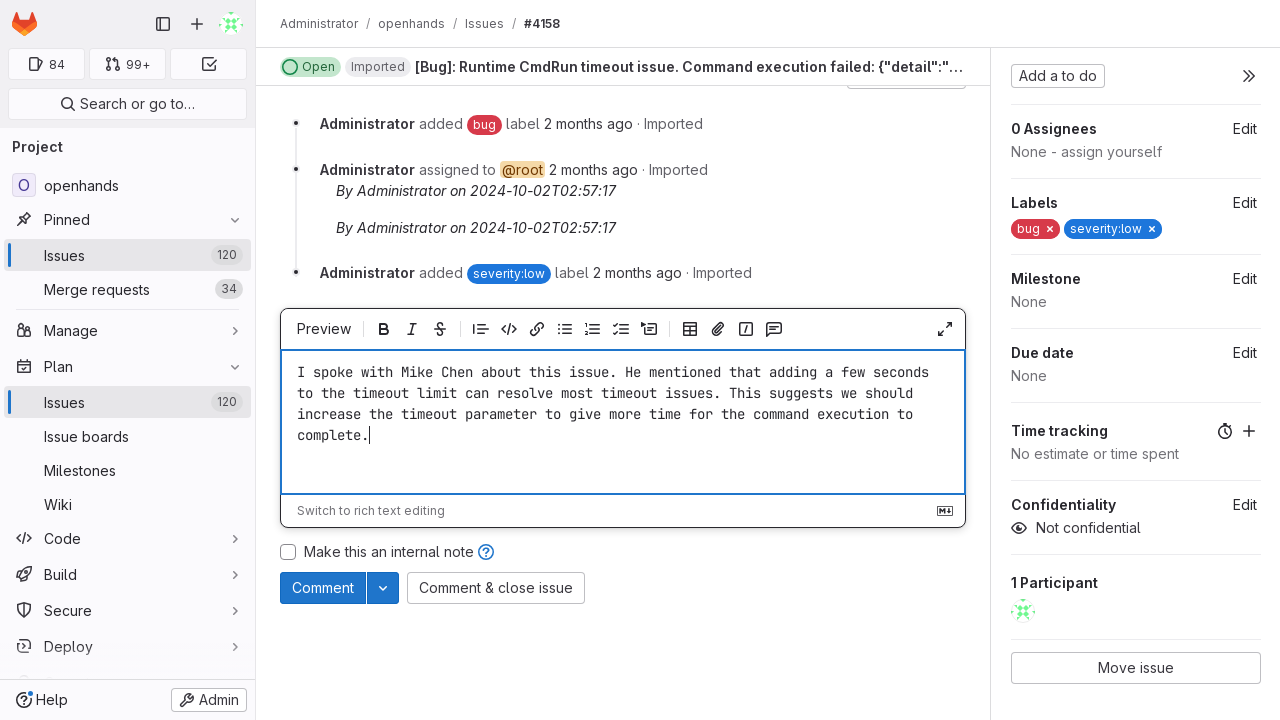 Administrator / openhands / Issues / #4158
84
99+
Search or go to…
Project
O openhands
Pinned
Issues 120
Merge requests 34
Manage
Plan
Issues 120
Issue boards
Milestones
Wiki
Code
Build
Secure
Deploy
Help
Admin
Open Imported [Bug]: Runtime CmdRun timeout issue. Command execution failed: {"detail":"…
Administrator added bug label 2 months ago · Imported
Administrator assigned to @root 2 months ago · Imported
By Administrator on 2024-10-02T02:57:17
By Administrator on 2024-10-02T02:57:17
Administrator added severity:low label 2 months ago · Imported
Preview
I spoke with Mike Chen about this issue. He mentioned that adding a few seconds
to the timeout limit can resolve most timeout issues. This suggests we should
increase the timeout parameter to give more time for the command execution to
complete.
Switch to rich text editing
Make this an internal note
Comment
Comment & close issue
Add a to do
0 Assignees Edit
None - assign yourself
Labels Edit
bug × severity:low ×
Milestone Edit
None
Due date Edit
None
Time tracking
No estimate or time spent
Confidentiality Edit
Not confidential
1 Participant
Move issue